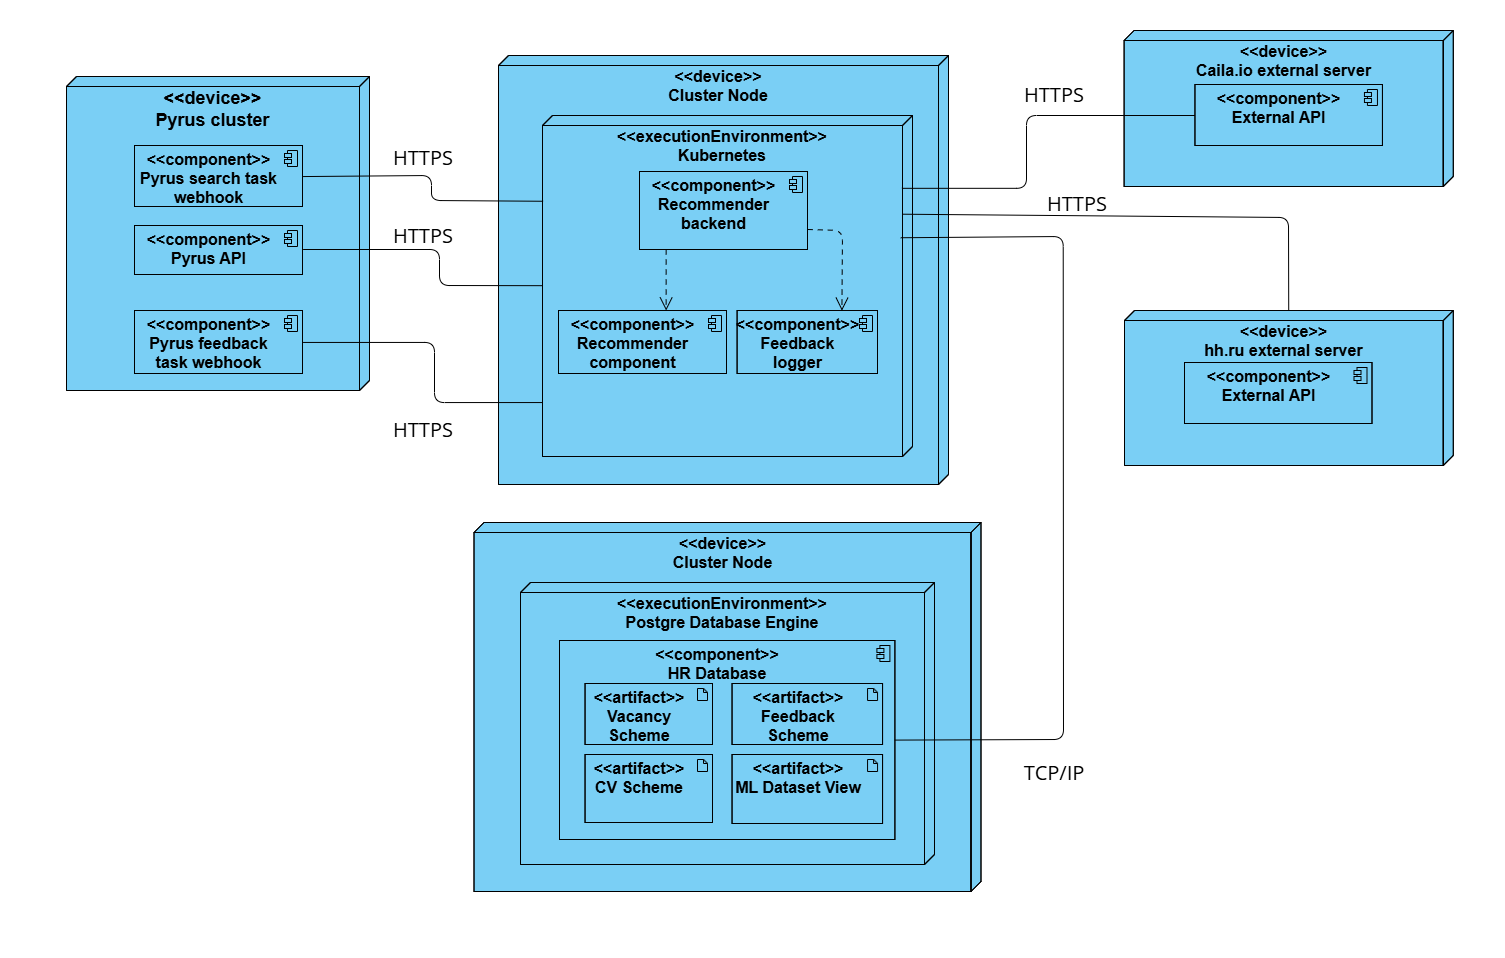 <<device>>
Pyrus cluster
<<component>>
Pyrus search task
webhook
<<component>>
Pyrus API
<<component>>
Pyrus feedback
task webhook
HTTPS
HTTPS
HTTPS
<<device>>
Cluster Node
<<executionEnvironment>>
Kubernetes
<<component>>
Recommender
backend
<<component>>
Recommender
component
<<component>>
Feedback
logger
HTTPS
HTTPS
<<device>>
Caila.io external server
<<component>>
External API
<<device>>
hh.ru external server
<<component>>
External API
<<device>>
Cluster Node
<<executionEnvironment>>
Postgre Database Engine
<<component>>
HR Database
<<artifact>>
Vacancy
Scheme
<<artifact>>
Feedback
Scheme
<<artifact>>
CV Scheme
<<artifact>>
ML Dataset View
TCP/IP